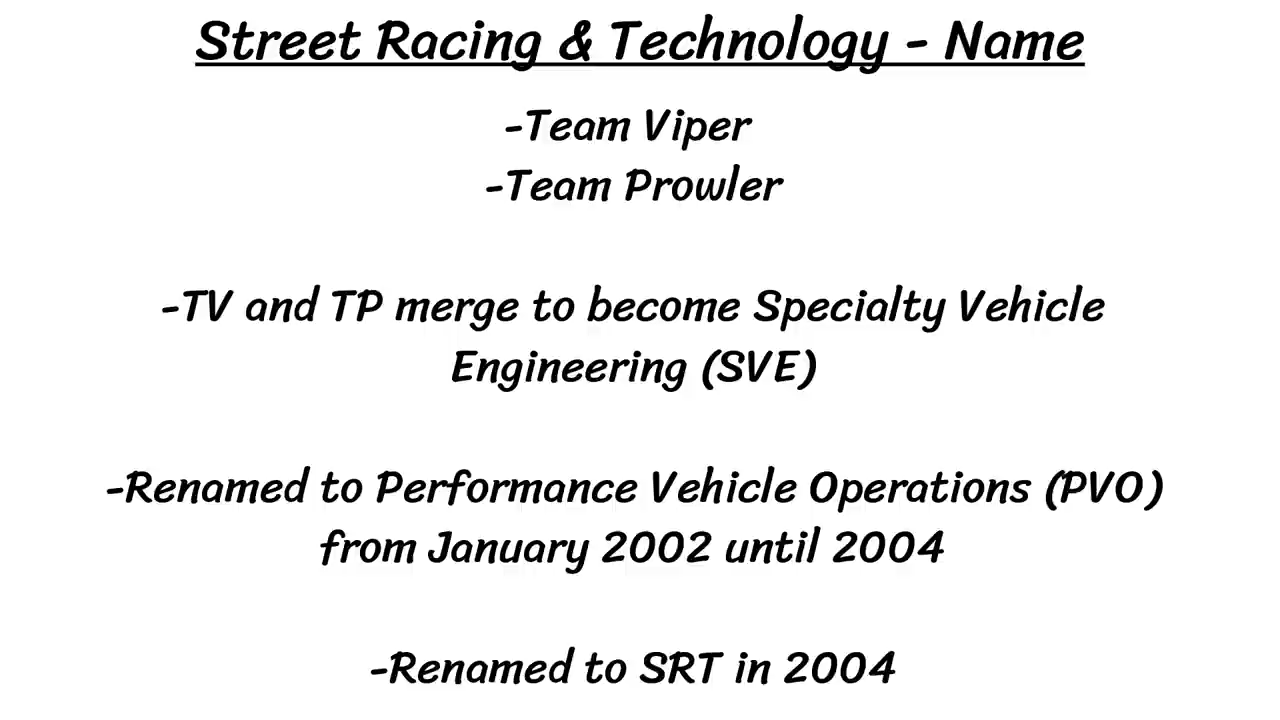 Street Racing & Technology - Name
-Team Viper
-Team Prowler
-TV and TP merge to become Specialty Vehicle
Engineering (SVE)
-Renamed to Performance Vehicle Operations (PVO)
from January 2002 until 2004
-Renamed to SRT in 2004